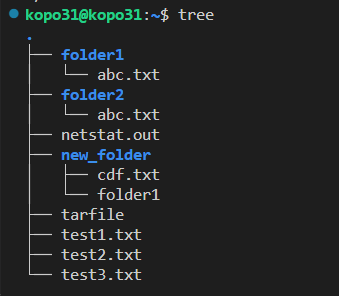 kopo31@kopo31:~$ tree
.
├── folder1
│   └── abc.txt
├── folder2
│   └── abc.txt
├── netstat.out
├── new_folder
│   ├── cdf.txt
│   └── folder1
├── tarfile
├── test1.txt
├── test2.txt
└── test3.txt